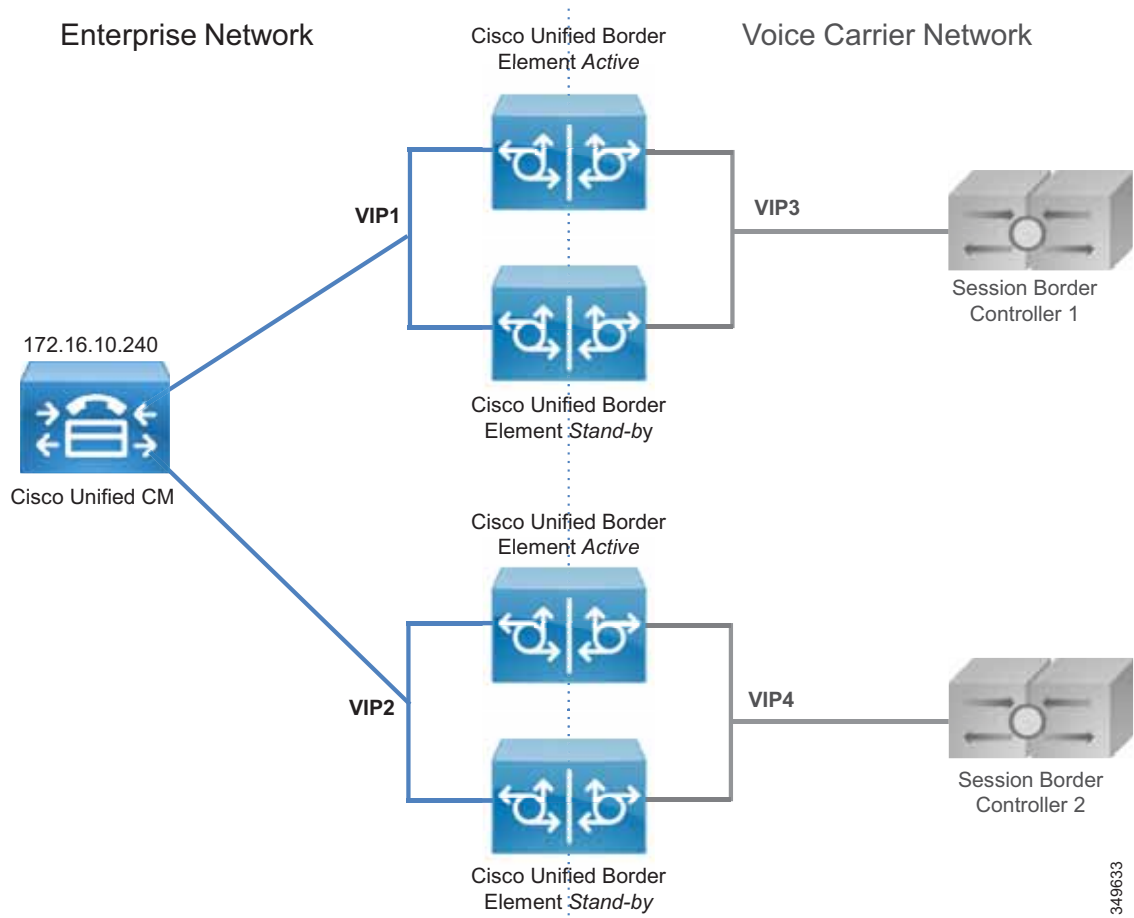 Enterprise Network
Cisco Unified Border
Element Active
Voice Carrier Network
VIP1
VIP3
Session Border
Controller 1
172.16.10.240
Cisco Unified CM
Cisco Unified Border
Element Stand-by
Cisco Unified Border
Element Active
VIP2
VIP4
Session Border
Controller 2
Cisco Unified Border
Element Stand-by
349633